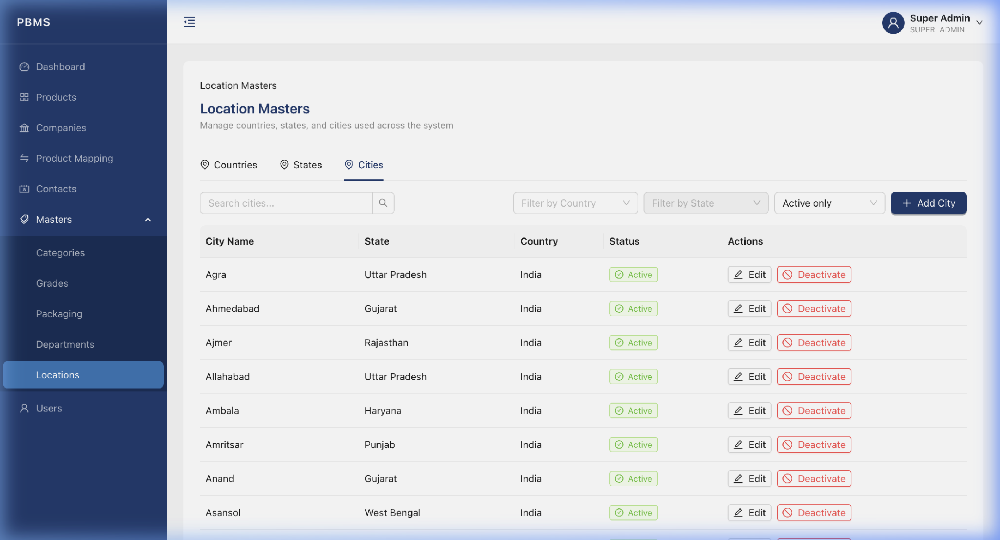 PBMS
Super Admin
SUPER_ADMIN
Dashboard
Products
Companies
Product Mapping
Contacts
Masters
Categories
Grades
Packaging
Departments
Locations
Users
Location Masters
Location Masters
Manage countries, states, and cities used across the system
Countries States Cities
Search cities... Filter by Country Filter by State Active only + Add City
City Name State Country Status Actions
Agra Uttar Pradesh India Active Edit Deactivate
Ahmedabad Gujarat India Active Edit Deactivate
Ajmer Rajasthan India Active Edit Deactivate
Allahabad Uttar Pradesh India Active Edit Deactivate
Ambala Haryana India Active Edit Deactivate
Amritsar Punjab India Active Edit Deactivate
Anand Gujarat India Active Edit Deactivate
Asansol West Bengal India Active Edit Deactivate